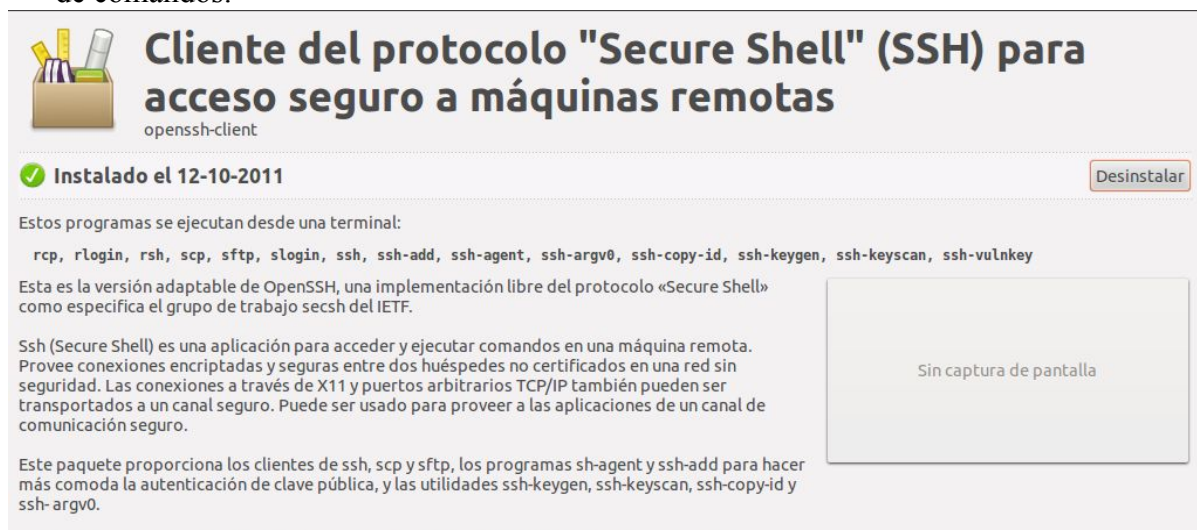 de comandos.
Cliente del protocolo "Secure Shell" (SSH) para
acceso seguro a máquinas remotas
openssh-client
Instalado el 12-10-2011
Desinstalar
Estos programas se ejecutan desde una terminal:
rcp, rlogin, rsh, scp, sftp, slogin, ssh, ssh-add, ssh-agent, ssh-argv0, ssh-copy-id, ssh-keygen, ssh-keyscan, ssh-vulnkey
Esta es la versión adaptable de OpenSSH, una implementación libre del protocolo «Secure Shell»
como especifica el grupo de trabajo secsh del IETF.
Ssh (Secure Shell) es una aplicación para acceder y ejecutar comandos en una máquina remota.
Provee conexiones encriptadas y seguras entre dos huéspedes no certificados en una red sin
seguridad. Las conexiones a través de X11 y puertos arbitrarios TCP/IP también pueden ser
transportados a un canal seguro. Puede ser usado para proveer a las aplicaciones de un canal de
comunicación seguro.
Este paquete proporciona los clientes de ssh, scp y sftp, los programas sh-agent y ssh-add para hacer
más comoda la autenticación de clave pública, y las utilidades ssh-keygen, ssh-keyscan, ssh-copy-id y
ssh- argv0.
Sin captura de pantalla